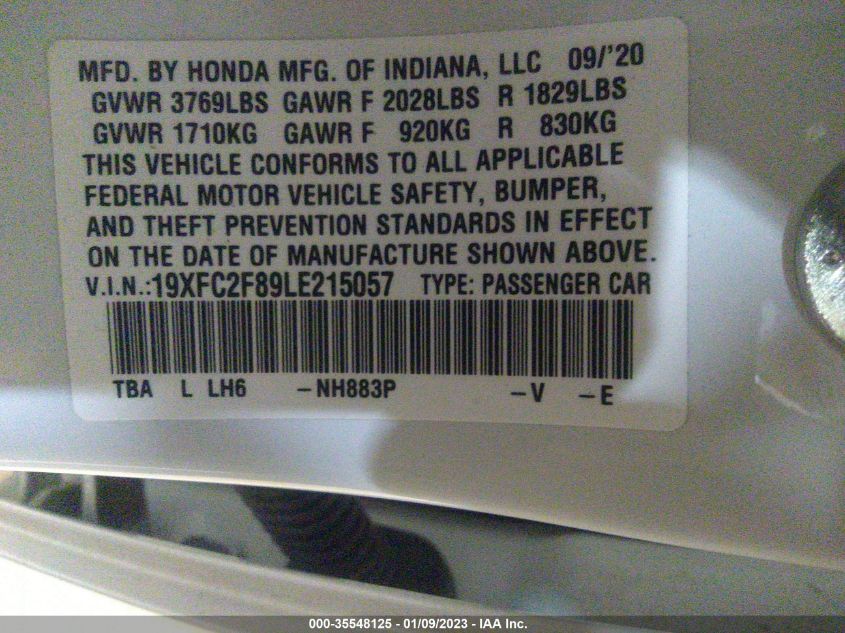 MFD. BY HONDA MFG. OF INDIANA, LLC 09/'20
GVWR 3769LBS GAWR F 2028LBS R 1829LBS
GVWR 1710KG GAWR F 920KG R 830KG
THIS VEHICLE CONFORMS TO ALL APPLICABLE
FEDERAL MOTOR VEHICLE SAFETY, BUMPER,
AND THEFT PREVENTION STANDARDS IN EFFECT
ON THE DATE OF MANUFACTURE SHOWN ABOVE.
V.I.N.:19XFC2F89LE215057 TYPE: PASSENGER CAR
TBA L LH6 -NH883P -V -E
000-35548125 - 01/09/2023 - IAA Inc.